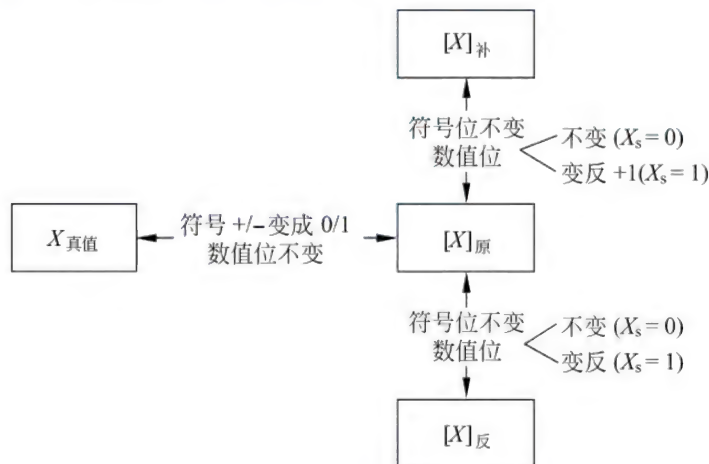 [X]补
符号位不变
数值位
不变 (Xs = 0)
变反 +1(Xs = 1)
X真值
符号 +/– 变成 0/1
数值位不变
[X]原
符号位不变
数值位
不变 (Xs = 0)
变反 (Xs = 1)
[X]反